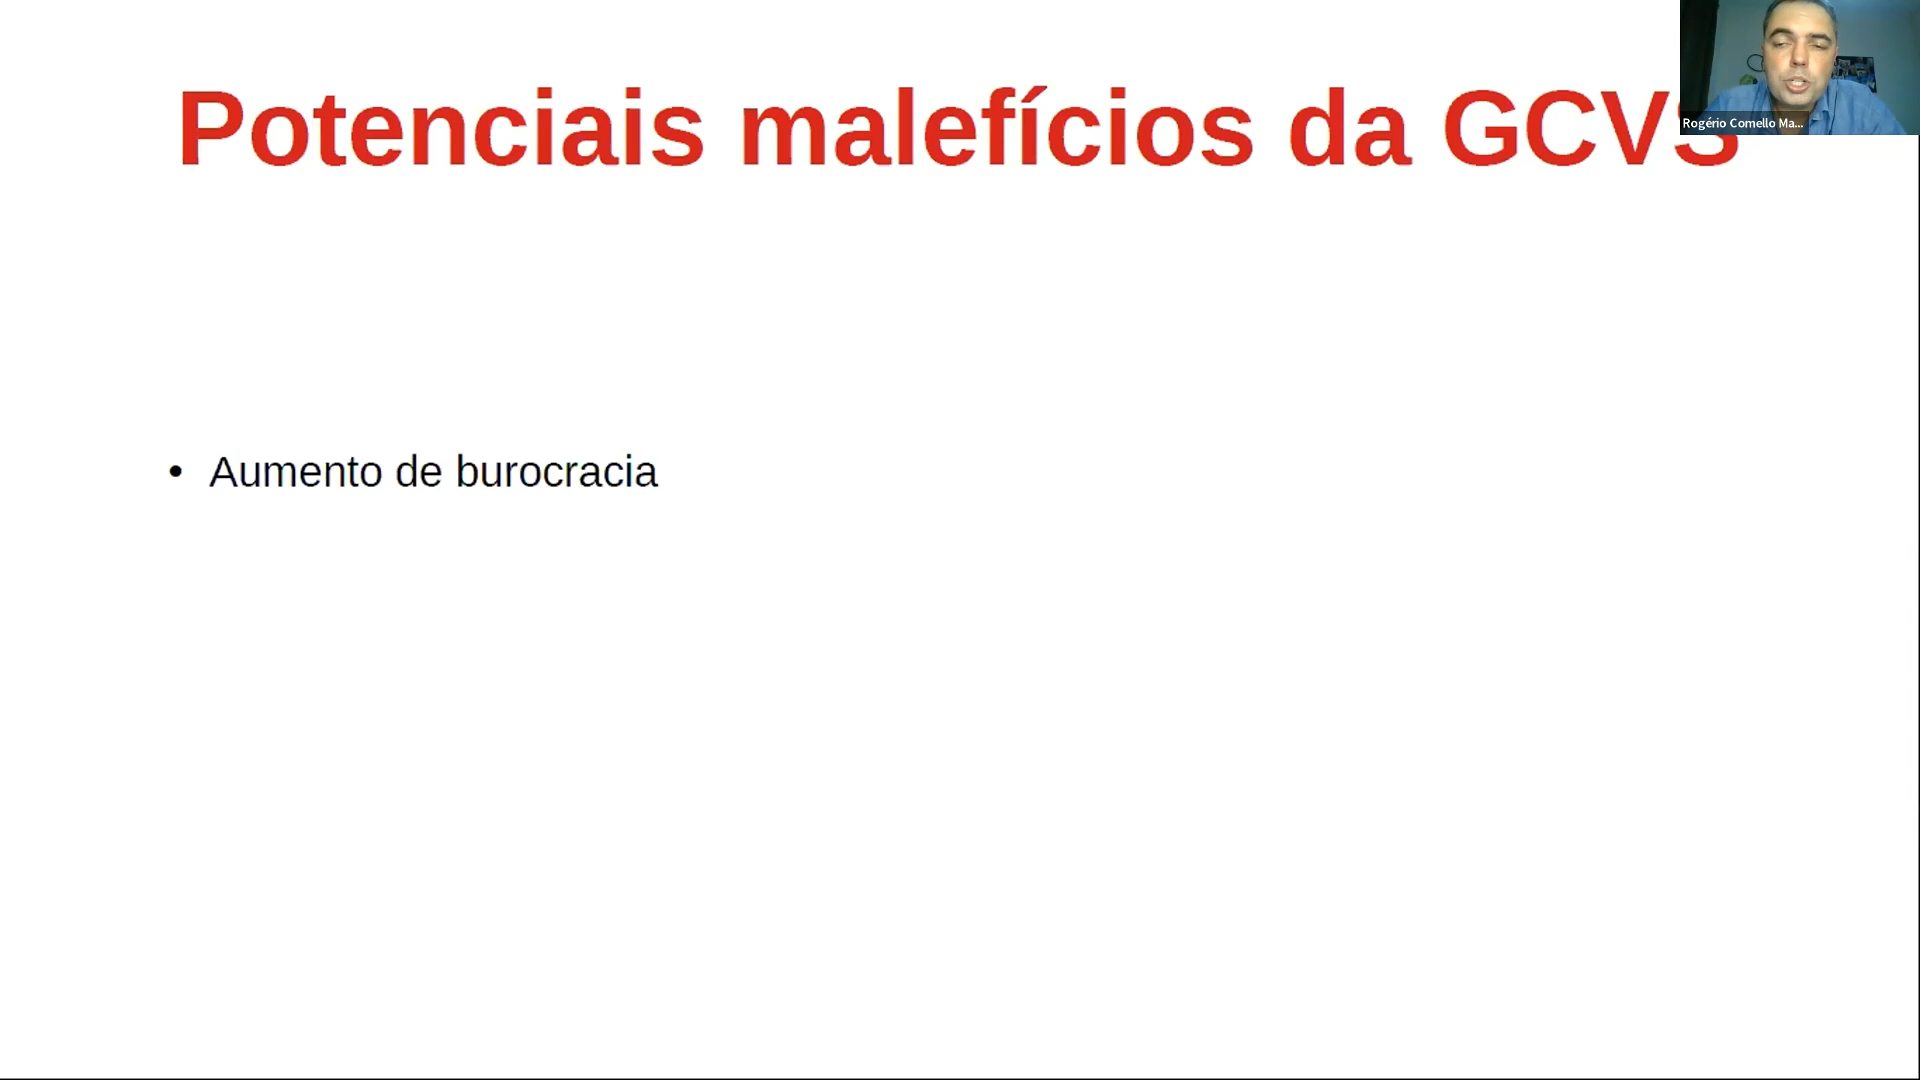 Potenciais malefícios da GCVS
Rogério Comello Ma...
• Aumento de burocracia